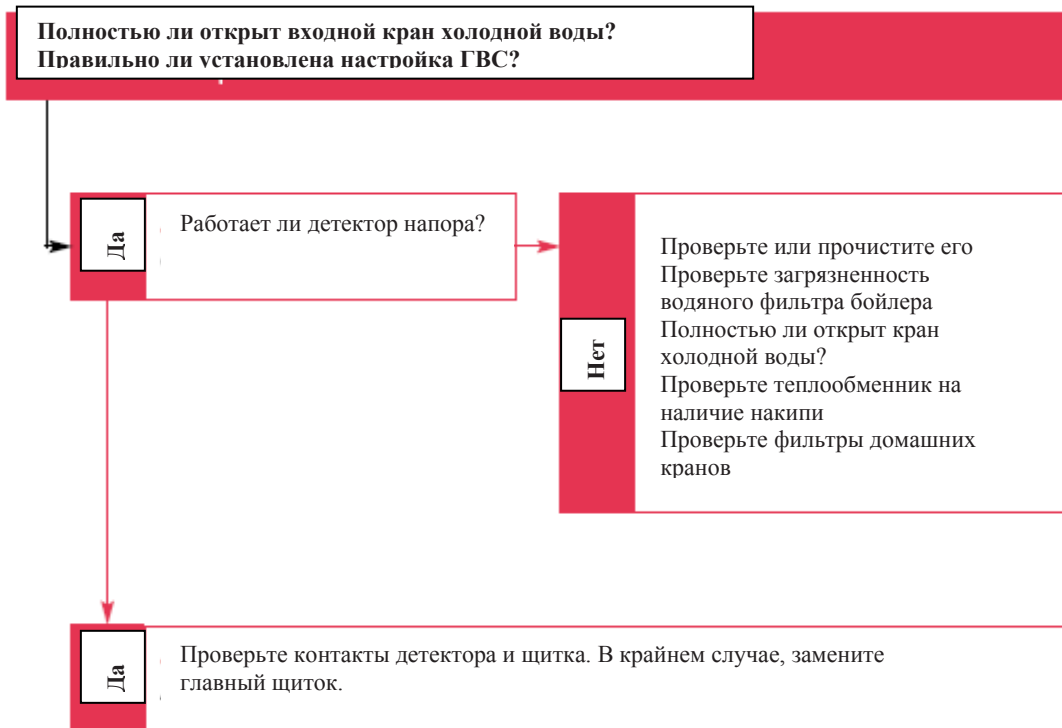 Полностью ли открыт входной кран холодной воды?
Правильно ли установлена настройка ГВС?
Да
Работает ли детектор напора?
Нет
Проверьте или прочистите его
Проверьте загрязненность
водяного фильтра бойлера
Полностью ли открыт кран
холодной воды?
Проверьте теплообменник на
наличие накипи
Проверьте фильтры домашних
кранов
Да
Проверьте контакты детектора и щитка. В крайнем случае, замените
главный щиток.